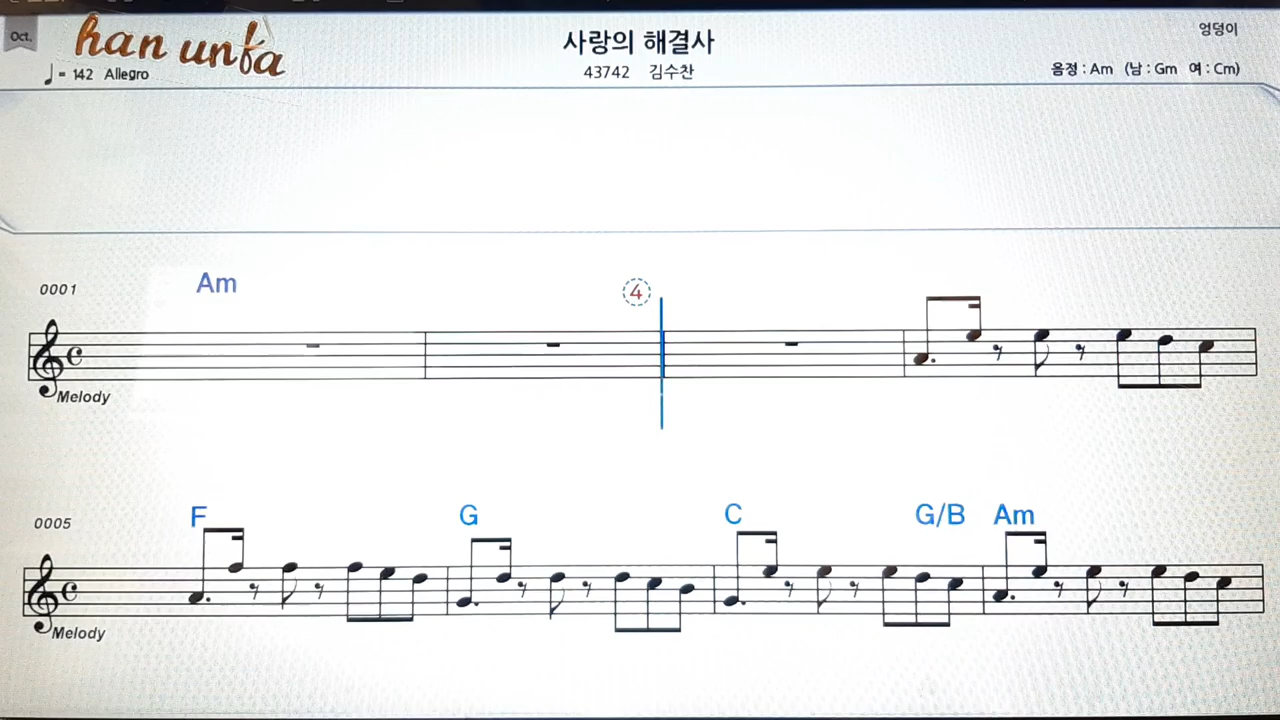 Oct.
han unfa
사랑의 해결사
엉덩이
♩= 142 Allegro
43742 김수찬
음정 : Am (남 : Gm 여 : Cm)
0001
Am
4
Melody
0005
F G C G/B Am
Melody